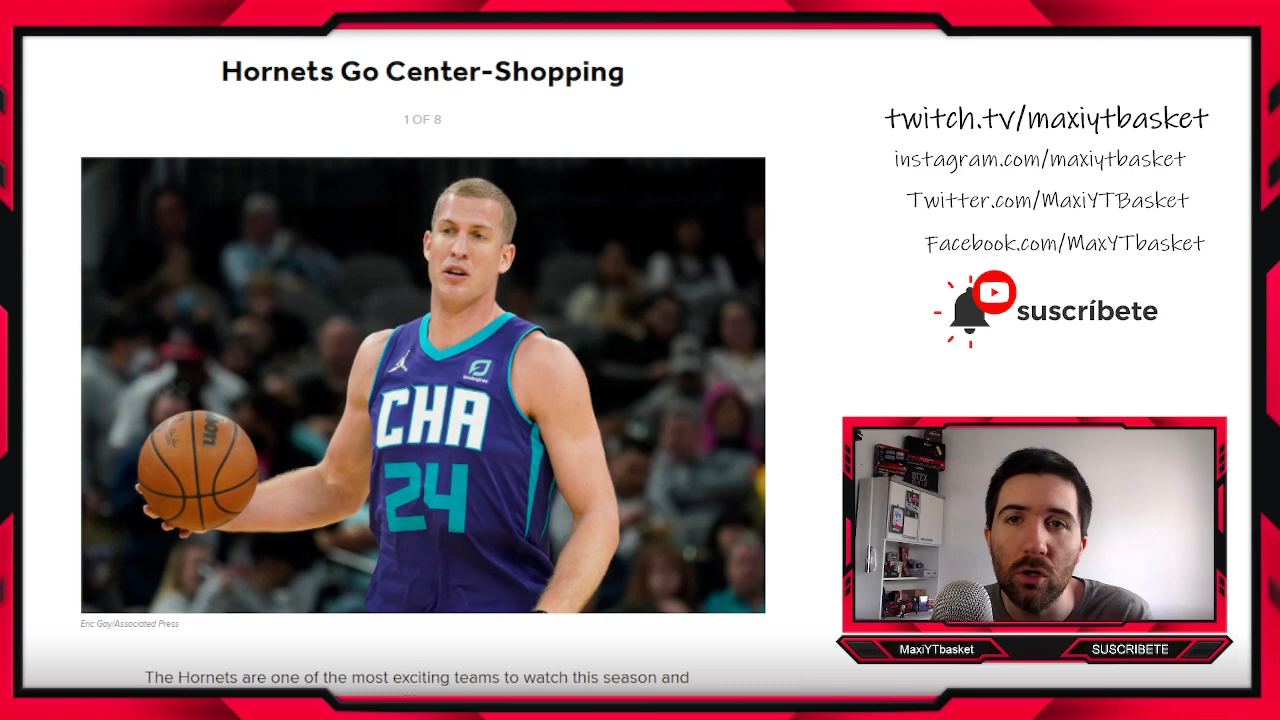 Hornets Go Center-Shopping
1 OF 8
CHA
24
Eric Gay/Associated Press
The Hornets are one of the most exciting teams to watch this season and
twitch.tv/maxiytbasket
instagram.com/maxiytbasket
Twitter.com/MaxiYTBasket
Facebook.com/MaxYTbasket
suscríbete
MaxiYTbasket
SUSCRIBETE